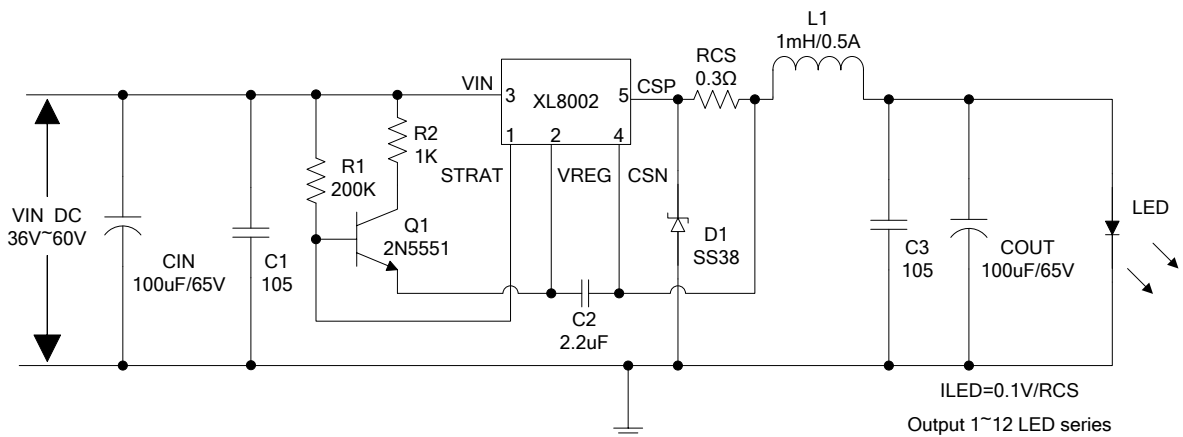 L1
1mH/0.5A
RCS
0.3Ω
VIN
3
XL8002
5
CSP
1
2
4
R2
1K
STRAT
VREG
CSN
R1
200K
VIN DC
36V~60V
Q1
2N5551
LED
CIN
100uF/65V
C1
105
D1
SS38
C3
105
COUT
100uF/65V
C2
2.2uF
ILED=0.1V/RCS
Output 1~12 LED series